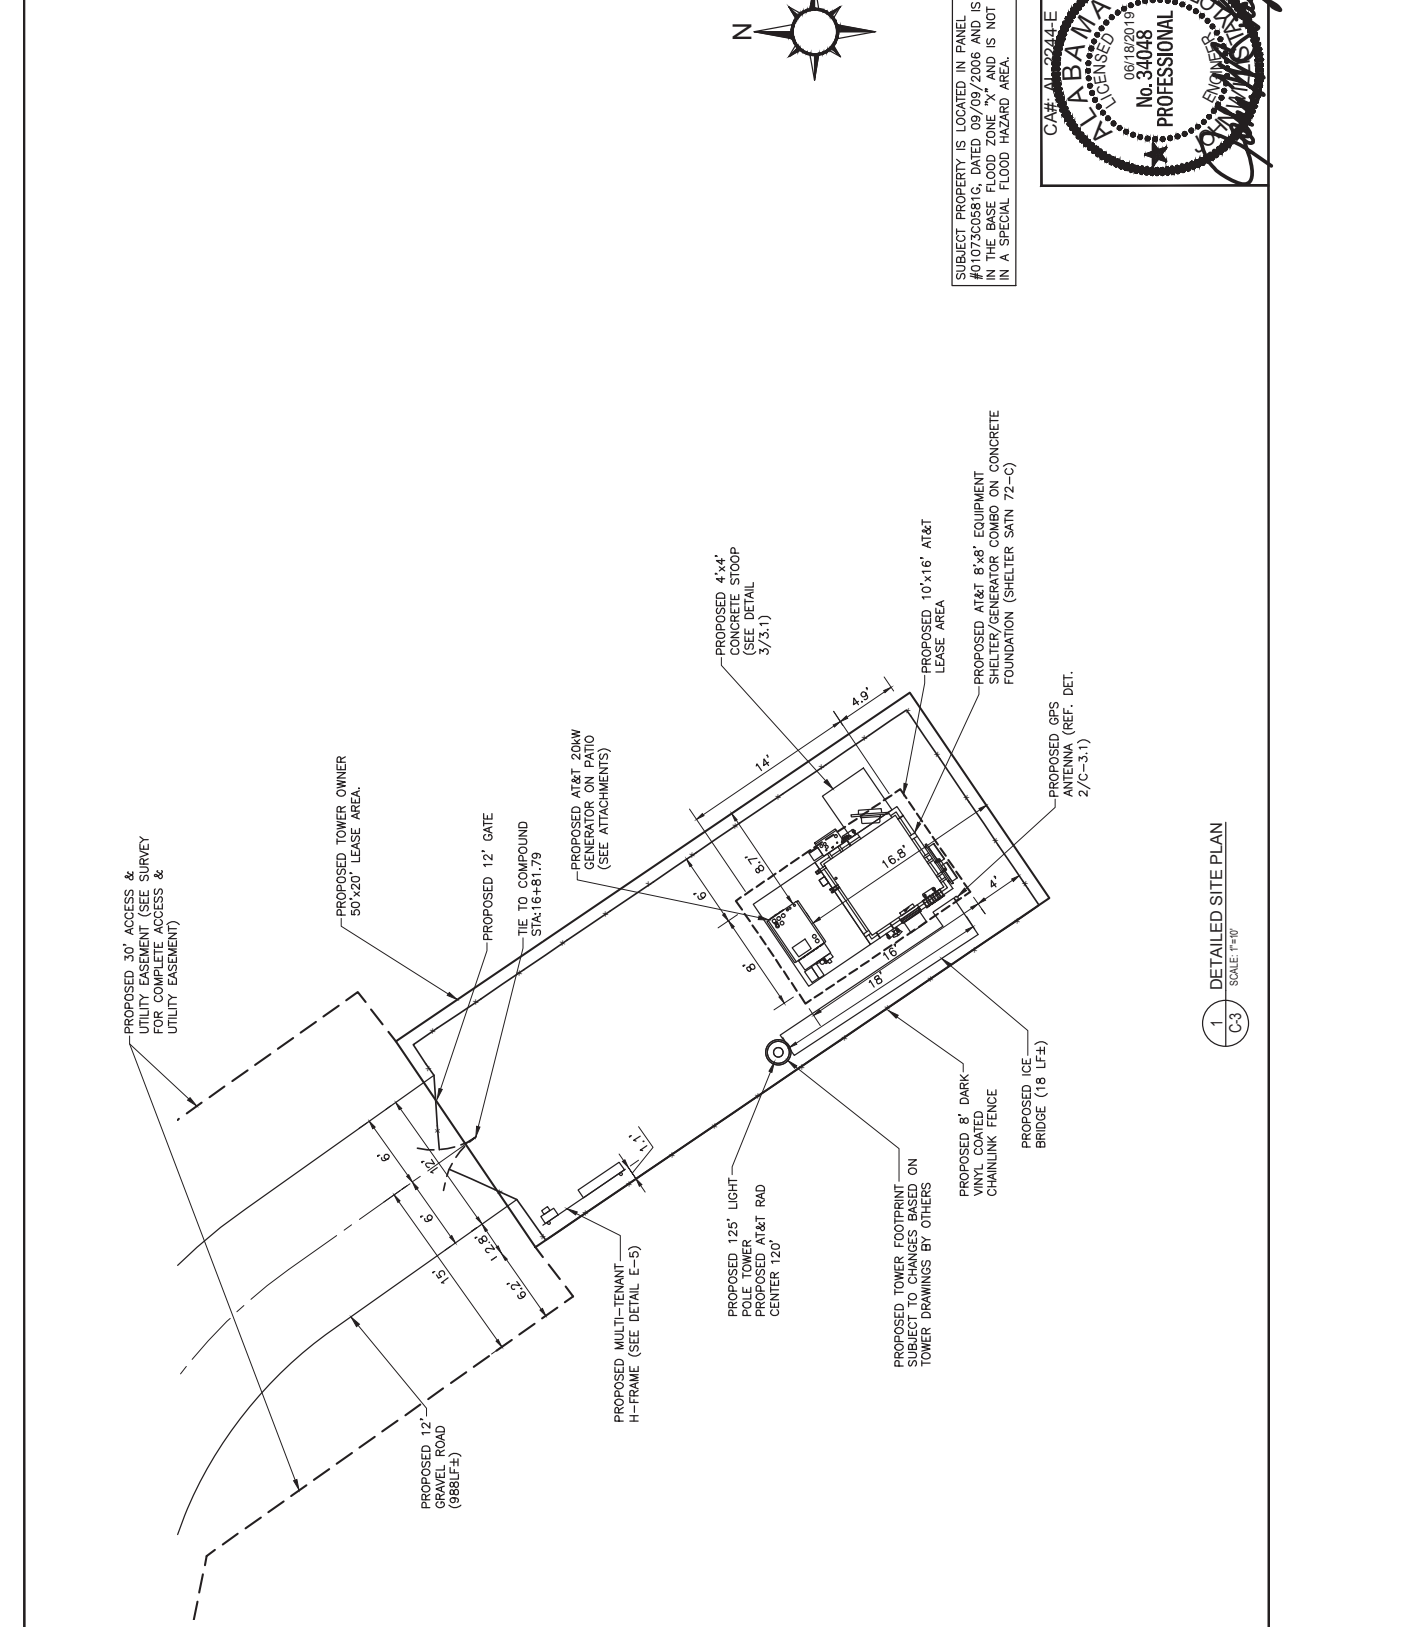 PROPOSED 30' ACCESS &
UTILITY EASEMENT (SEE SURVEY
FOR COMPLETE ACCESS &
UTILITY EASEMENT)
PROPOSED TOWER OWNER
50'x20' LEASE AREA.
PROPOSED 12' GATE
TIE TO COMPOUND
STA:16+81.79
PROPOSED AT&T 20kW
GENERATOR ON PATIO
(SEE ATTACHMENTS)
PROPOSED 4'x4'
CONCRETE STOOP
(SEE DETAIL
3/3.1)
PROPOSED 10'x16' AT&T
LEASE AREA
PROPOSED AT&T 8'x8' EQUIPMENT
SHELTER/GENERATOR COMBO ON CONCRETE
FOUNDATION (SHELTER SATN 72-C)
PROPOSED GPS
ANTENNA (REF. DET.
2/C-3.1)
PROPOSED 12'
GRAVEL ROAD
(988LF±)
PROPOSED MULTI-TENANT
H-FRAME (SEE DETAIL E-5)
PROPOSED 125' LIGHT
POLE TOWER
PROPOSED AT&T RAD
CENTER 120'
PROPOSED TOWER FOOTPRINT
SUBJECT TO CHANGES BASED ON
TOWER DRAWINGS BY OTHERS
PROPOSED 8' DARK
VINYL COATED
CHAINLINK FENCE
PROPOSED ICE
BRIDGE (18 LF±)
6'
12'
6'
15'
2.8'
6.2'
1.1'
14'
4.9'
8.7'
6'
8'
16.8'
16'
18'
4'
1
C-3
DETAILED SITE PLAN
SCALE: 1"=10'
N
SUBJECT PROPERTY IS LOCATED IN PANEL
#01073C0581G, DATED 09/09/2006 AND IS
IN THE BASE FLOOD ZONE "X" AND IS NOT
IN A SPECIAL FLOOD HAZARD AREA.
CA#: AL 2244-E
ALABAMA
LICENSED
06/18/2019
No. 34048
PROFESSIONAL
ENGINEER